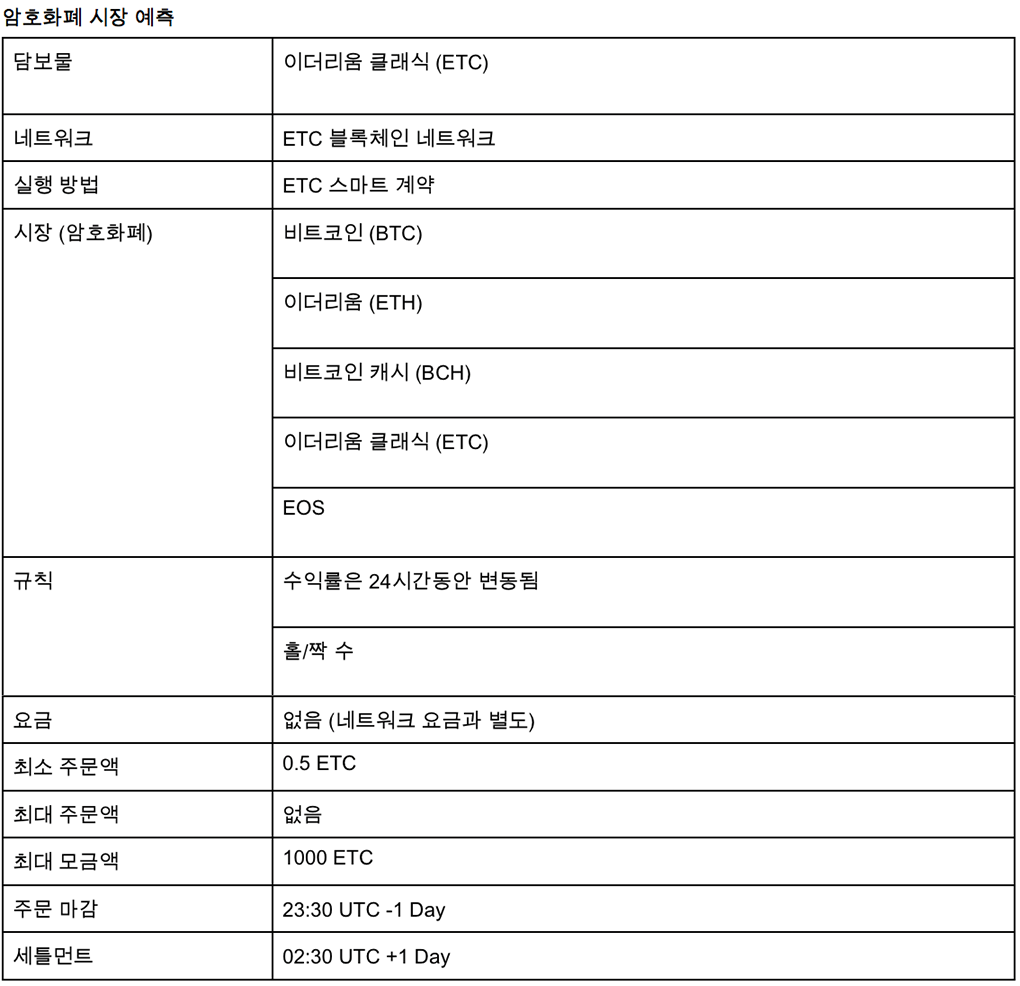 암호화폐 시장 예측
담보물
이더리움 클래식 (ETC)
네트워크
ETC 블록체인 네트워크
실행 방법
ETC 스마트 계약
시장 (암호화폐)
비트코인 (BTC)
이더리움 (ETH)
비트코인 캐시 (BCH)
이더리움 클래식 (ETC)
EOS
규칙
수익률은 24시간동안 변동됨
홀/짝 수
요금
없음 (네트워크 요금과 별도)
최소 주문액
0.5 ETC
최대 주문액
없음
최대 모금액
1000 ETC
주문 마감
23:30 UTC -1 Day
세틀먼트
02:30 UTC +1 Day